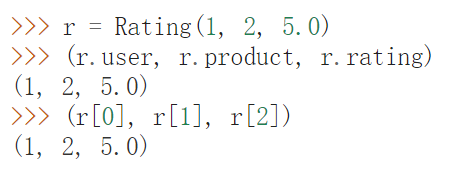 >>> r = Rating(1, 2, 5.0)
>>> (r.user, r.product, r.rating)
(1, 2, 5.0)
>>> (r[0], r[1], r[2])
(1, 2, 5.0)